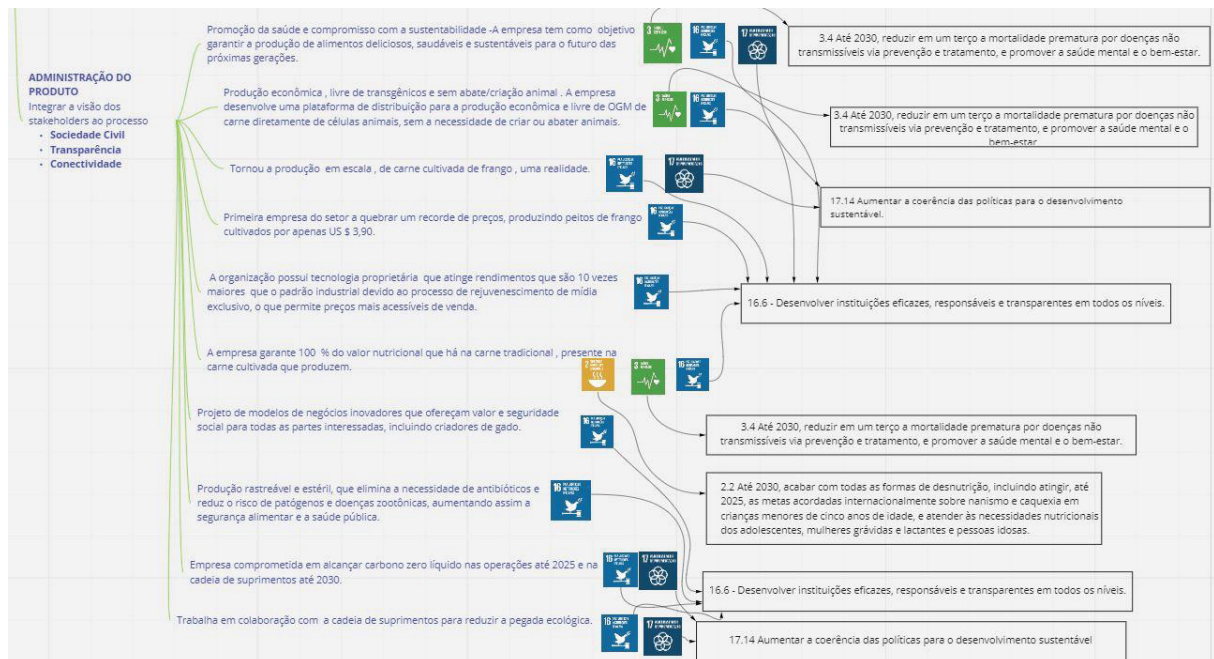 ADMINISTRAÇÃO DO
PRODUTO
Integrar a visão dos
stakeholders ao processo
• Sociedade Civil
• Transparência
• Conectividade
Promoção da saúde e compromisso com a sustentabilidade -A empresa tem como objetivo
garantir a produção de alimentos deliciosos, saudáveis e sustentáveis para o futuro das
próximas gerações.
3
16
17
3.4 Até 2030, reduzir em um terço a mortalidade prematura por doenças não
transmissíveis via prevenção e tratamento, e promover a saúde mental e o bem-estar.
Produção econômica , livre de transgênicos e sem abate/criação animal . A empresa
desenvolve uma plataforma de distribuição para a produção econômica e livre de OGM de
carne diretamente de células animais, sem a necessidade de criar ou abater animais.
3
16
3.4 Até 2030, reduzir em um terço a mortalidade prematura por doenças não
transmissíveis via prevenção e tratamento, e promover a saúde mental e o
bem-estar
Tornou a produção em escala , de carne cultivada de frango , uma realidade.
16
17
17.14 Aumentar a coerência das políticas para o desenvolvimento
sustentável.
Primeira empresa do setor a quebrar um recorde de preços, produzindo peitos de frango
cultivados por apenas US $ 3,90.
16
A organização possui tecnologia proprietária que atinge rendimentos que são 10 vezes
maiores que o padrão industrial devido ao processo de rejuvenescimento de mídia
exclusivo, o que permite preços mais acessíveis de venda.
16
16.6 - Desenvolver instituições eficazes, responsáveis e transparentes em todos os níveis.
A empresa garante 100 % do valor nutricional que há na carne tradicional , presente na
carne cultivada que produzem.
2
3
16
Projeto de modelos de negócios inovadores que ofereçam valor e seguridade
social para todas as partes interessadas, incluindo criadores de gado.
16
3.4 Até 2030, reduzir em um terço a mortalidade prematura por doenças não
transmissíveis via prevenção e tratamento, e promover a saúde mental e o bem-estar.
Produção rastreável e estéril, que elimina a necessidade de antibióticos e
reduz o risco de patógenos e doenças zootônicas, aumentando assim a
segurança alimentar e a saúde pública.
16
2.2 Até 2030, acabar com todas as formas de desnutrição, incluindo atingir, até
2025, as metas acordadas internacionalmente sobre nanismo e caquexia em
crianças menores de cinco anos de idade, e atender às necessidades nutricionais
dos adolescentes, mulheres grávidas e lactantes e pessoas idosas.
Empresa comprometida em alcançar carbono zero líquido nas operações até 2025 e na
cadeia de suprimentos até 2030.
16
17
16.6 - Desenvolver instituições eficazes, responsáveis e transparentes em todos os níveis.
Trabalha em colaboração com a cadeia de suprimentos para reduzir a pegada ecológica.
16
17
17.14 Aumentar a coerência das políticas para o desenvolvimento sustentável